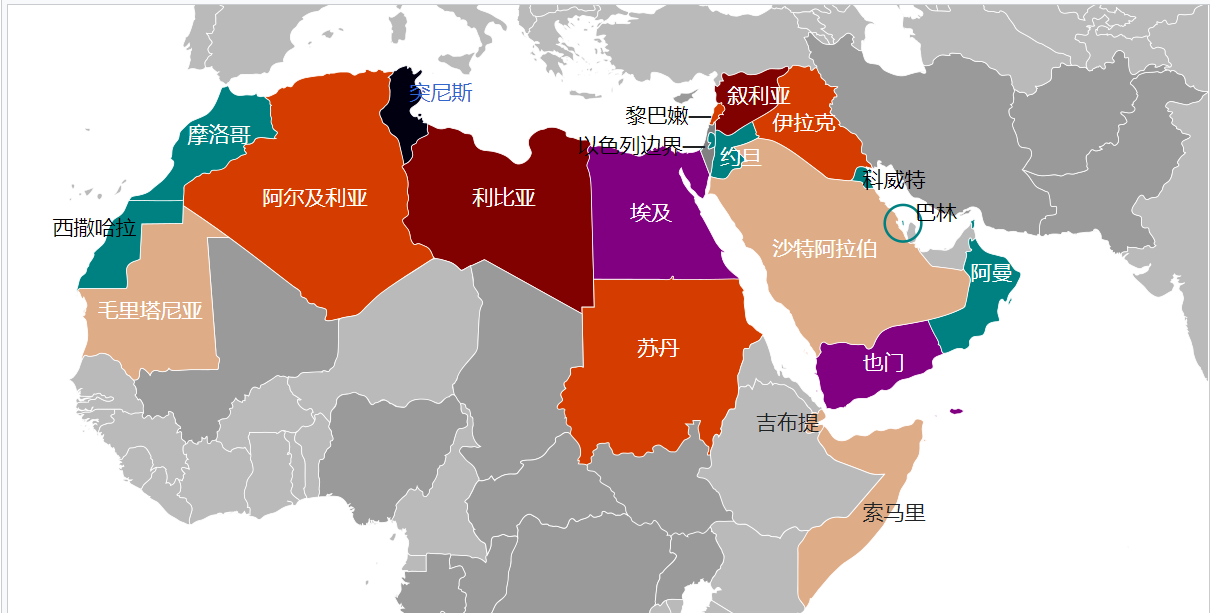 突尼斯
叙利亚
黎巴嫩
伊拉克
摩洛哥
以色列边界
约旦
科威特
阿尔及利亚
利比亚
埃及
巴林
西撒哈拉
沙特阿拉伯
阿曼
毛里塔尼亚
苏丹
也门
吉布提
索马里